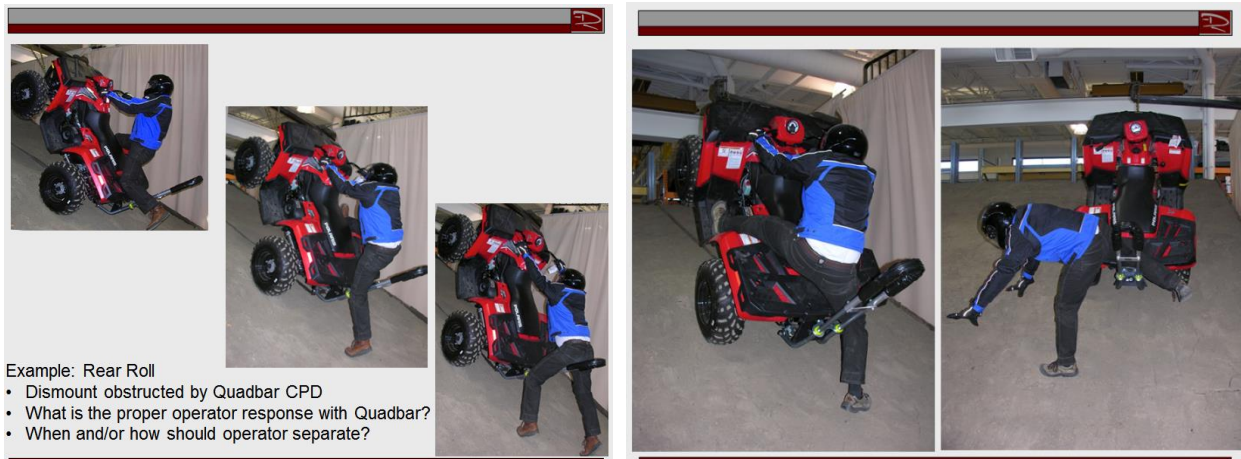 Example: Rear Roll
• Dismount obstructed by Quadbar CPD
• What is the proper operator response with Quadbar?
• When and/or how should operator separate?